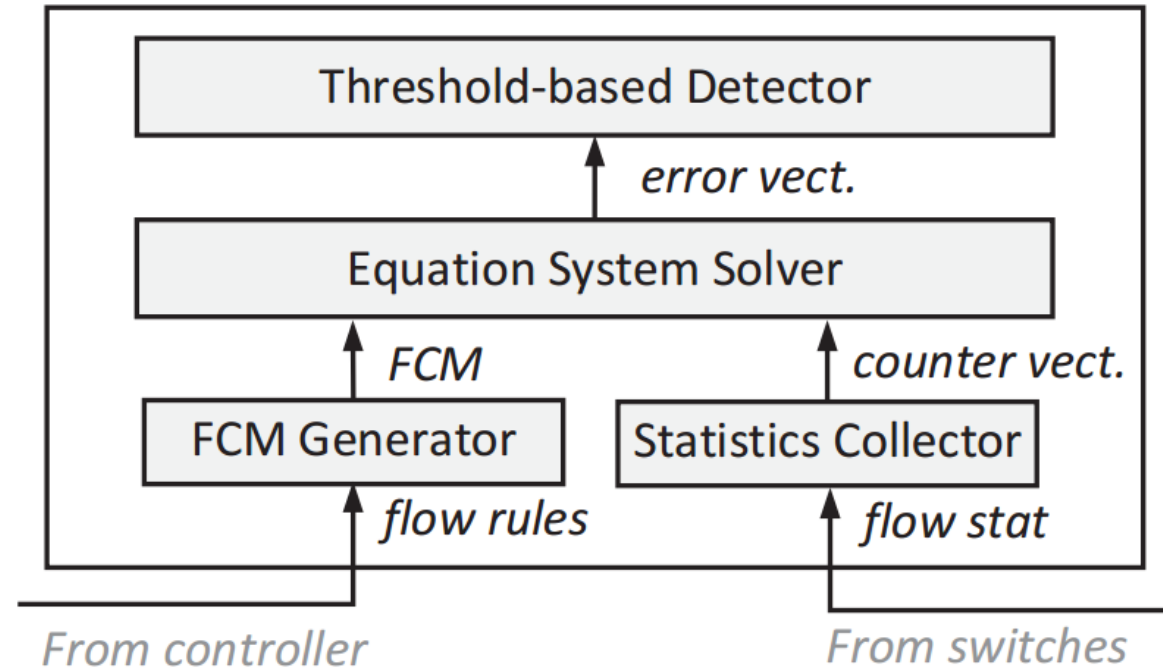 Threshold-based Detector
error vect.
Equation System Solver
FCM
counter vect.
FCM Generator
Statistics Collector
flow rules
flow stat
From controller
From switches